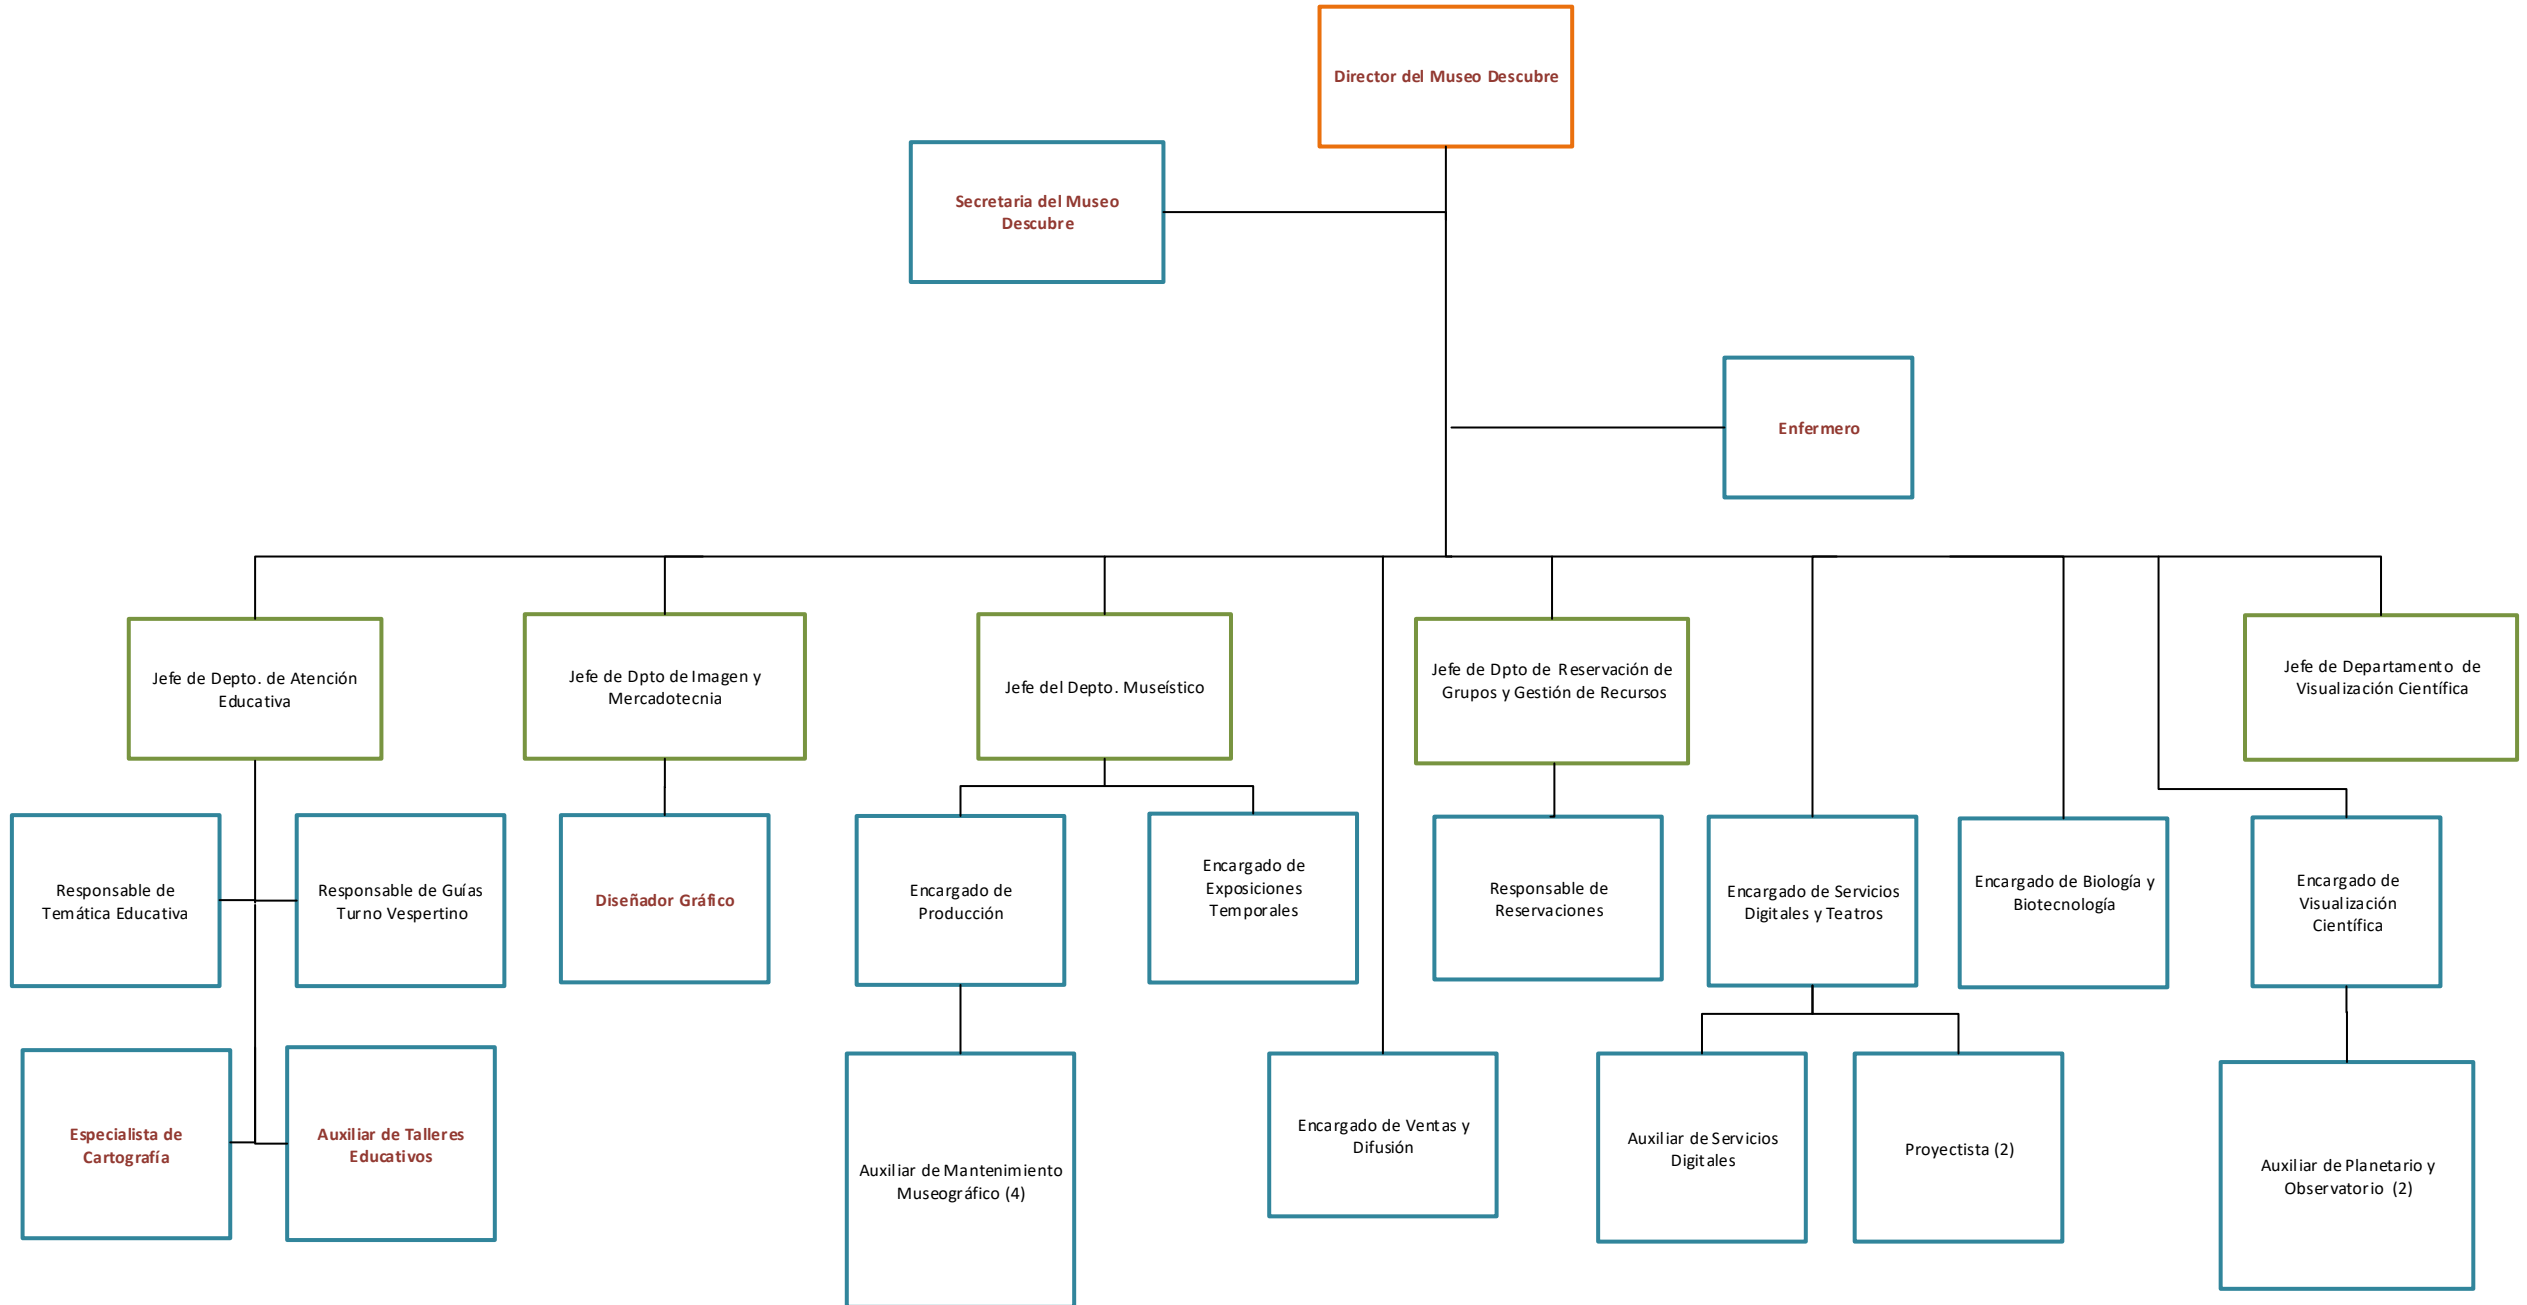 Director del Museo Descubre
Secretaria del Museo
Descubre
Enfermero
Jefe de Depto. de Atención
Educativa
Jefe de Dpto de Imagen y
Mercadotecnia
Jefe del Depto. Museístico
Jefe de Dpto de Reservación de
Grupos y Gestión de Recursos
Jefe de Departamento de
Visualización Científica
Responsable de
Temática Educativa
Responsable de Guías
Turno Vespertino
Diseñador Gráfico
Encargado de
Producción
Encargado de
Exposiciones
Temporales
Responsable de
Reservaciones
Encargado de Servicios
Digitales y Teatros
Encargado de Biología y
Biotecnología
Encargado de
Visualización
Científica
Especialista de
Cartografía
Auxiliar de Talleres
Educativos
Auxiliar de Mantenimiento
Museográfico (4)
Encargado de Ventas y
Difusión
Auxiliar de Servicios
Digitales
Proyectista (2)
Auxiliar de Planetario y
Observatorio (2)